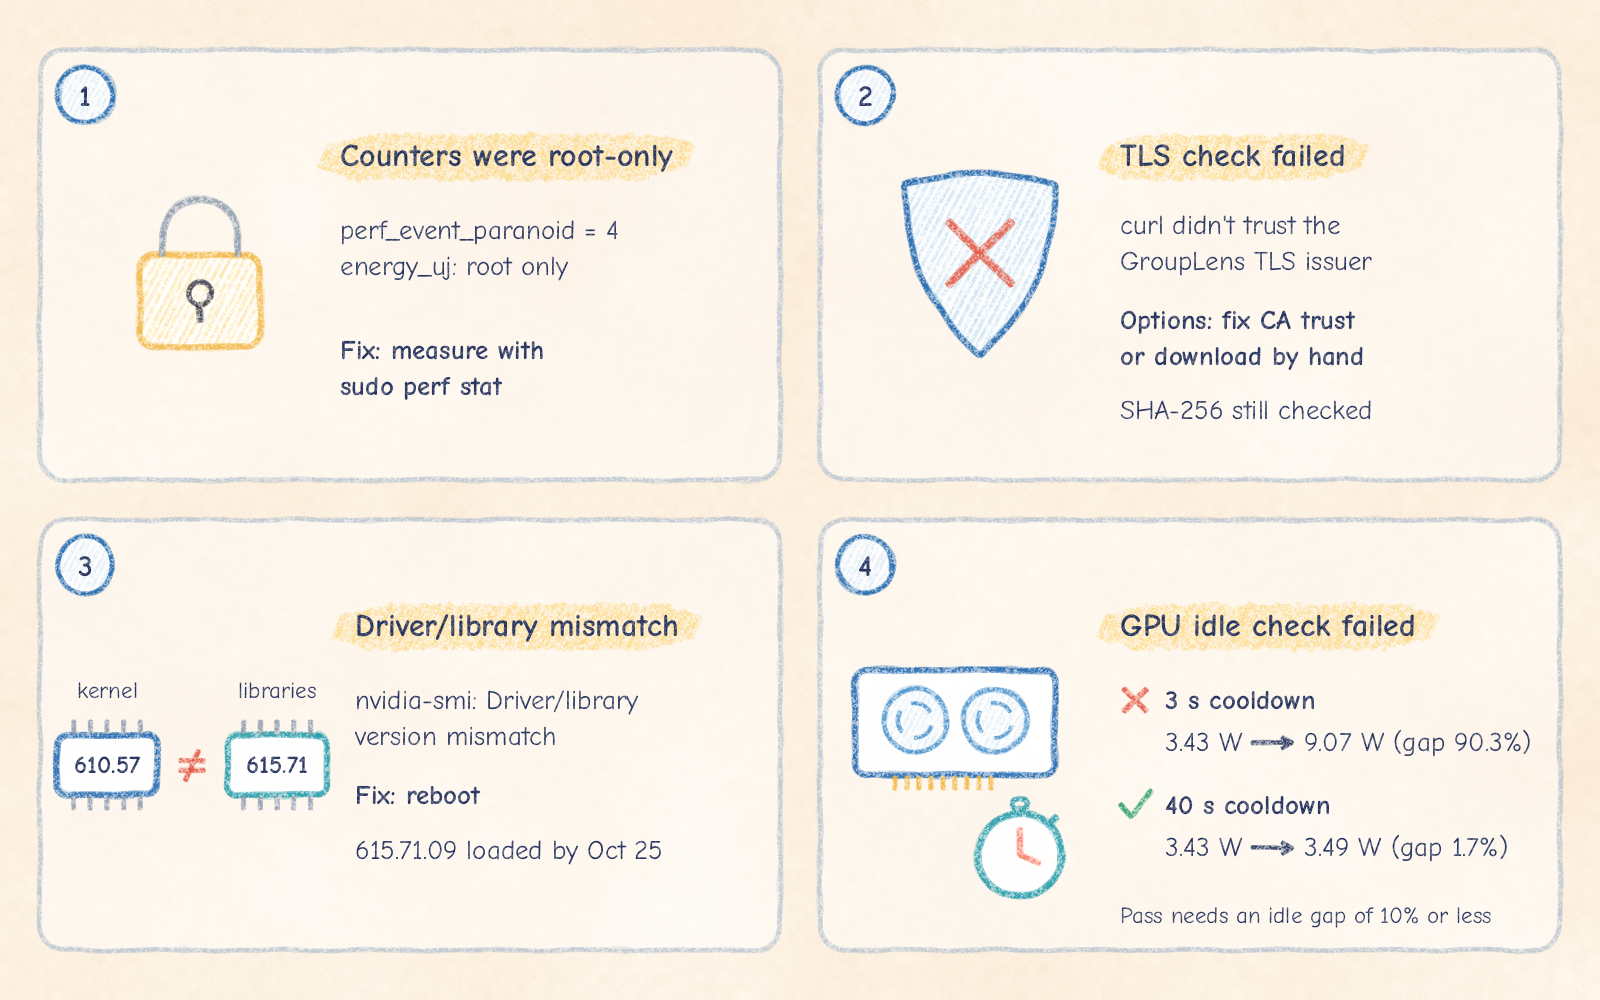 1
Counters were root-only
perf_event_paranoid = 4
energy_uj: root only
Fix: measure with
sudo perf stat
2
TLS check failed
curl didn't trust the
GroupLens TLS issuer
Options: fix CA trust
or download by hand
SHA-256 still checked
3
Driver/library mismatch
kernel
libraries
610.57
≠
615.71
nvidia-smi: Driver/library
version mismatch
Fix: reboot
615.71.09 loaded by Oct 25
4
GPU idle check failed
3 s cooldown
3.43 W → 9.07 W (gap 90.3%)
40 s cooldown
3.43 W → 3.49 W (gap 1.7%)
Pass needs an idle gap of 10% or less